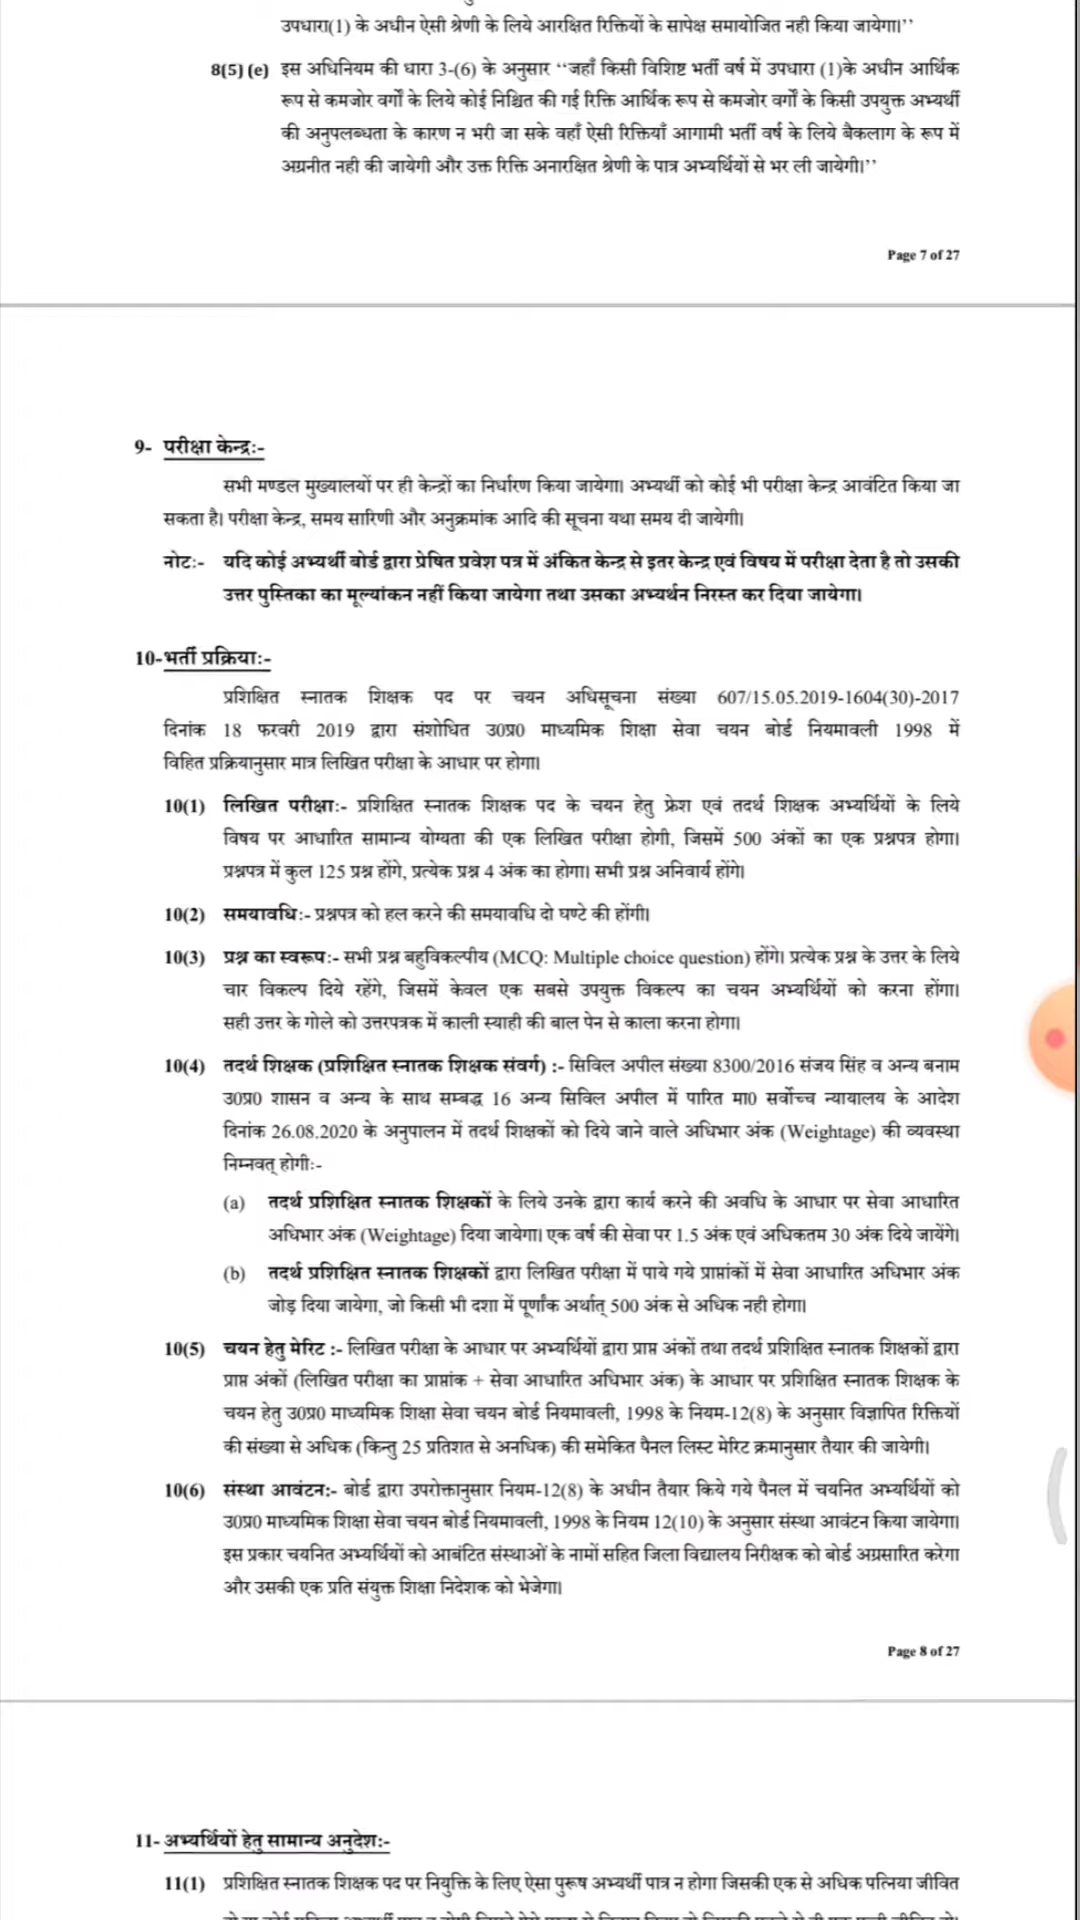 उपधारा(1) के अधीन ऐसी श्रेणी के लिये आरक्षित रिक्तियों के सापेक्ष समायोजित नही किया जायेगा।’’
8(5) (e) इस अधिनियम की धारा 3-(6) के अनुसार ‘‘जहाँ किसी विशिष्ट भर्ती वर्ष में उपधारा (1)के अधीन आर्थिक
रूप से कमजोर वर्गों के लिये कोई निश्चित की गई रिक्ति आर्थिक रूप से कमजोर वर्गों के किसी उपयुक्त अभ्यर्थी
की अनुपलब्धता के कारण न भरी जा सके वहाँ ऐसी रिक्तियाँ आगामी भर्ती वर्ष के लिये बैकलाग के रूप में
अग्रनीत नही की जायेगी और उक्त रिक्ति अनारक्षित श्रेणी के पात्र अभ्यर्थियों से भर ली जायेगी।’’
Page 7 of 27
9- परीक्षा केन्द्रः-
सभी मण्डल मुख्यालयों पर ही केन्द्रों का निर्धारण किया जायेगा। अभ्यर्थी को कोई भी परीक्षा केन्द्र आवंटित किया जा
सकता है। परीक्षा केन्द्र, समय सारिणी और अनुक्रमांक आदि की सूचना यथा समय दी जायेगी।
नोटः- यदि कोई अभ्यर्थी बोर्ड द्वारा प्रेषित प्रवेश पत्र में अंकित केन्द्र से इतर केन्द्र एवं विषय में परीक्षा देता है तो उसकी
उत्तर पुस्तिका का मूल्यांकन नहीं किया जायेगा तथा उसका अभ्यर्थन निरस्त कर दिया जायेगा।
10-भर्ती प्रक्रियाः-
प्रशिक्षित स्नातक शिक्षक पद पर चयन अधिसूचना संख्या 607/15.05.2019-1604(30)-2017
दिनांक 18 फरवरी 2019 द्वारा संशोधित उ0प्र0 माध्यमिक शिक्षा सेवा चयन बोर्ड नियमावली 1998 में
विहित प्रक्रियानुसार मात्र लिखित परीक्षा के आधार पर होगा।
10(1) लिखित परीक्षाः- प्रशिक्षित स्नातक शिक्षक पद के चयन हेतु फ्रेश एवं तदर्थ शिक्षक अभ्यर्थियों के लिये
विषय पर आधारित सामान्य योग्यता की एक लिखित परीक्षा होगी, जिसमें 500 अंकों का एक प्रश्नपत्र होगा।
प्रश्नपत्र में कुल 125 प्रश्न होंगे, प्रत्येक प्रश्न 4 अंक का होगा। सभी प्रश्न अनिवार्य होंगे।
10(2) समयावधिः- प्रश्नपत्र को हल करने की समयावधि दो घण्टे की होंगी।
10(3) प्रश्न का स्वरूपः- सभी प्रश्न बहुविकल्पीय (MCQ: Multiple choice question) होंगे। प्रत्येक प्रश्न के उत्तर के लिये
चार विकल्प दिये रहेंगे, जिसमें केवल एक सबसे उपयुक्त विकल्प का चयन अभ्यर्थियों को करना होंगा।
सही उत्तर के गोले को उत्तरपत्रक में काली स्याही की बाल पेन से काला करना होगा।
10(4) तदर्थ शिक्षक (प्रशिक्षित स्नातक शिक्षक संवर्ग) :- सिविल अपील संख्या 8300/2016 संजय सिंह व अन्य बनाम
उ0प्र0 शासन व अन्य के साथ सम्बद्ध 16 अन्य सिविल अपील में पारित मा0 सर्वोच्च न्यायालय के आदेश
दिनांक 26.08.2020 के अनुपालन में तदर्थ शिक्षकों को दिये जाने वाले अधिभार अंक (Weightage) की व्यवस्था
निम्नवत् होगीः-
(a) तदर्थ प्रशिक्षित स्नातक शिक्षकों के लिये उनके द्वारा कार्य करने की अवधि के आधार पर सेवा आधारित
अधिभार अंक (Weightage) दिया जायेगा। एक वर्ष की सेवा पर 1.5 अंक एवं अधिकतम 30 अंक दिये जायेंगे।
(b) तदर्थ प्रशिक्षित स्नातक शिक्षकों द्वारा लिखित परीक्षा में पाये गये प्राप्तांकों में सेवा आधारित अधिभार अंक
जोड़ दिया जायेगा, जो किसी भी दशा में पूर्णांक अर्थात् 500 अंक से अधिक नही होगा।
10(5) चयन हेतु मेरिट :- लिखित परीक्षा के आधार पर अभ्यर्थियों द्वारा प्राप्त अंकों तथा तदर्थ प्रशिक्षित स्नातक शिक्षकों द्वारा
प्राप्त अंकों (लिखित परीक्षा का प्राप्तांक + सेवा आधारित अधिभार अंक) के आधार पर प्रशिक्षित स्नातक शिक्षक के
चयन हेतु उ0प्र0 माध्यमिक शिक्षा सेवा चयन बोर्ड नियमावली, 1998 के नियम-12(8) के अनुसार विज्ञापित रिक्तियों
की संख्या से अधिक (किन्तु 25 प्रतिशत से अनधिक) की समेकित पैनल लिस्ट मेरिट क्रमानुसार तैयार की जायेगी।
10(6) संस्था आवंटनः- बोर्ड द्वारा उपरोक्तानुसार नियम-12(8) के अधीन तैयार किये गये पैनल में चयनित अभ्यर्थियों को
उ0प्र0 माध्यमिक शिक्षा सेवा चयन बोर्ड नियमावली, 1998 के नियम 12(10) के अनुसार संस्था आवंटन किया जायेगा।
इस प्रकार चयनित अभ्यर्थियों को आबंटित संस्थाओं के नामों सहित जिला विद्यालय निरीक्षक को बोर्ड अग्रसारित करेगा
और उसकी एक प्रति संयुक्त शिक्षा निदेशक को भेजेगा।
Page 8 of 27
11- अभ्यर्थियों हेतु सामान्य अनुदेशः-
11(1) प्रशिक्षित स्नातक शिक्षक पद पर नियुक्ति के लिए ऐसा पुरूष अभ्यर्थी पात्र न होगा जिसकी एक से अधिक पत्निया जीवित